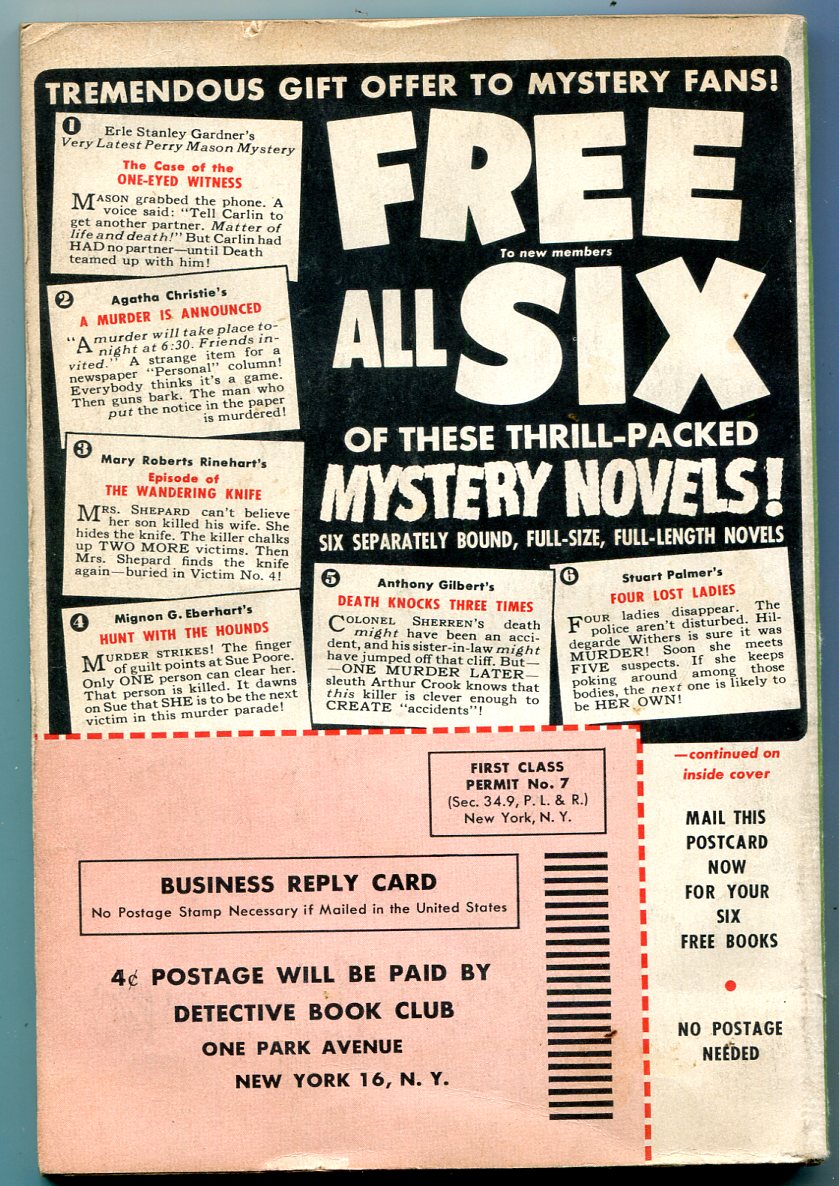 TREMENDOUS GIFT OFFER TO MYSTERY FANS!
1
Erle Stanley Gardner's
Very Latest Perry Mason Mystery
The Case of the
ONE-EYED WITNESS
MASON grabbed the phone. A
voice said: "Tell Carlin to
get another partner. Matter of
life and death!" But Carlin had
HAD no partner—until Death
teamed up with him!
FREE
To new members
ALL SIX
OF THESE THRILL-PACKED
MYSTERY NOVELS!
SIX SEPARATELY BOUND, FULL-SIZE, FULL-LENGTH NOVELS
2
Agatha Christie's
A MURDER IS ANNOUNCED
"A murder will take place to-
night at 6:30. Friends in-
vited." A strange item for a
newspaper "Personal" column!
Everybody thinks it's a game.
Then guns bark. The man who
put the notice in the paper
is murdered!
3
Mary Roberts Rinehart's
Episode of
THE WANDERING KNIFE
MRS. SHEPARD can't believe
her son killed his wife. She
hides the knife. The killer chalks
up TWO MORE victims. Then
Mrs. Shepard finds the knife
again—buried in Victim No. 4!
4
Mignon G. Eberhart's
HUNT WITH THE HOUNDS
MURDER STRIKES! The finger
of guilt points at Sue Poore.
Only ONE person can clear her.
That person is killed. It dawns
on Sue that SHE is to be the next
victim in this murder parade!
5
Anthony Gilbert's
DEATH KNOCKS THREE TIMES
COLONEL SHERREN'S death
might have been an acci-
dent, and his sister-in-law might
have jumped off that cliff. But—
—ONE MURDER LATER—
sleuth Arthur Crook knows that
this killer is clever enough to
CREATE "accidents"!
6
Stuart Palmer's
FOUR LOST LADIES
FOUR ladies disappear. The
police aren't disturbed. Hil-
degarde Withers is sure it was
MURDER! Soon she meets
FIVE suspects. If she keeps
poking around among those
bodies, the next one is likely to
be HER OWN!
—continued on
inside cover
MAIL THIS
POSTCARD
NOW
FOR YOUR
SIX
FREE BOOKS
NO POSTAGE
NEEDED
FIRST CLASS
PERMIT No. 7
(Sec. 34.9, P. L. & R.)
New York, N. Y.
BUSINESS REPLY CARD
No Postage Stamp Necessary if Mailed in the United States
4¢ POSTAGE WILL BE PAID BY
DETECTIVE BOOK CLUB
ONE PARK AVENUE
NEW YORK 16, N. Y.